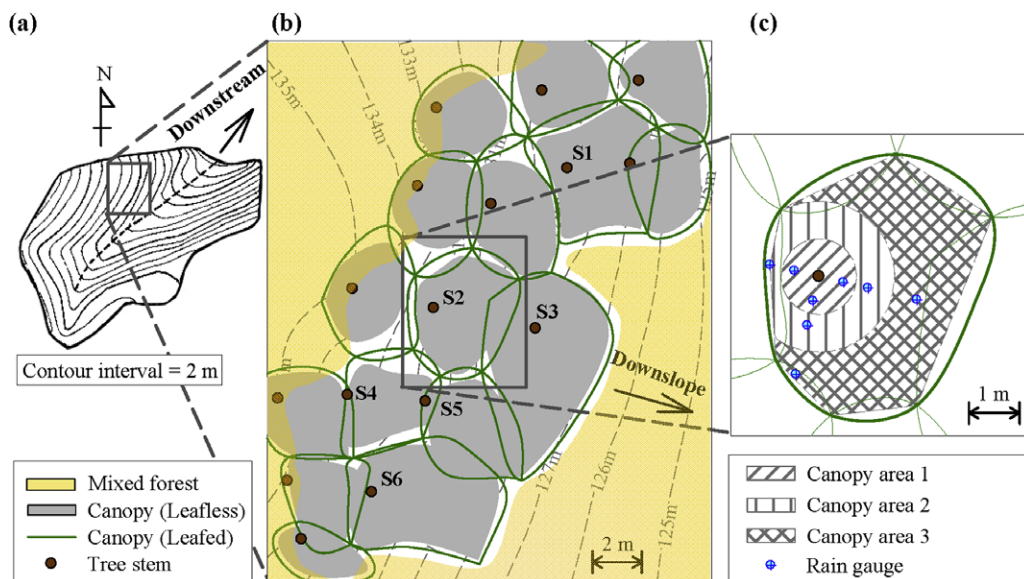 (a)
N
Downstream
Contour interval = 2 m
Mixed forest
Canopy (Leafless)
Canopy (Leafed)
Tree stem
(b)
135m
134m
133m
S1
S2
S3
S4
S5
S6
Downslope
127m
126m
125m
2 m
(c)
1 m
Canopy area 1
Canopy area 2
Canopy area 3
Rain gauge